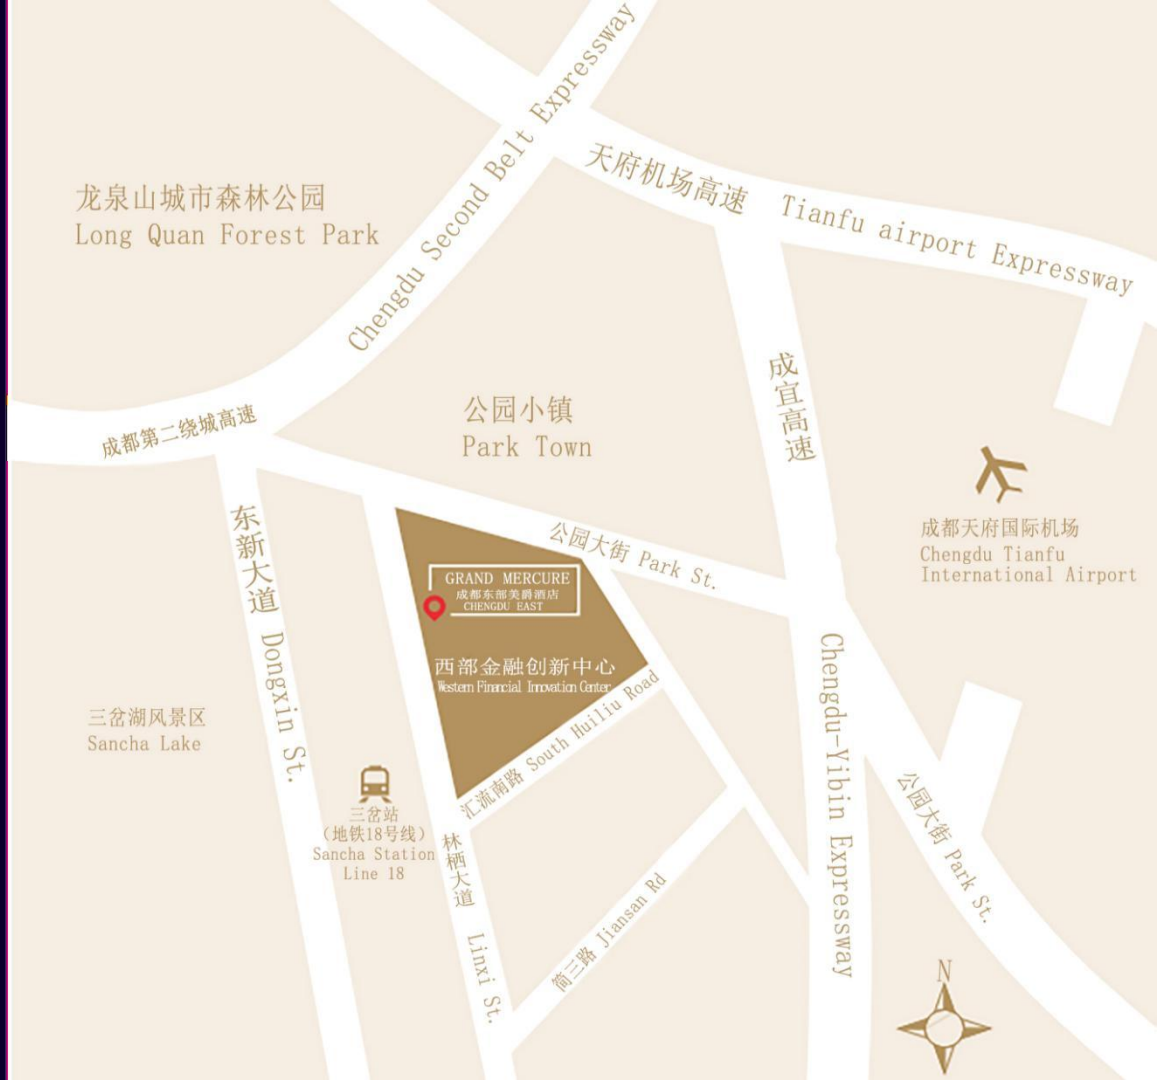 Chengdu Second Belt Expressway
天府机场高速 Tianfu airport Expressway
龙泉山城市森林公园
Long Quan Forest Park
成都第二绕城高速
公园小镇
Park Town
成宜高速
成都天府国际机场
Chengdu Tianfu
International Airport
东新大道 Dongxin St.
公园大街 Park St.
GRAND MERCURE
成都东部美爵酒店
CHENGDU EAST
西部金融创新中心
Western Financial Innovation Center
汇流南路 South Huiliu Road
Chengdu-Yibin Expressway
三岔湖风景区
Sancha Lake
三岔站
（地铁18号线）
Sancha Station
Line 18
林栖大道 Linxi St.
公园大街 Park St.
简三路 Jiansan Rd
N